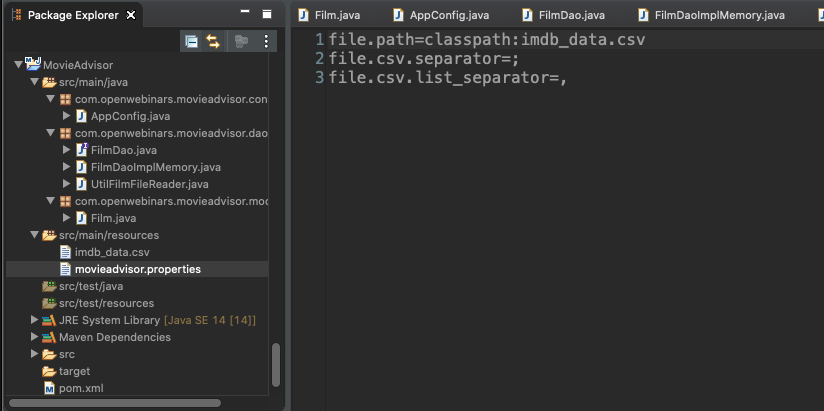 Package Explorer
Film.java
AppConfig.java
FilmDao.java
FilmDaoImplMemory.java
MovieAdvisor
src/main/java
com.openwebinars.movieadvisor.con
AppConfig.java
com.openwebinars.movieadvisor.dao
FilmDao.java
FilmDaoImplMemory.java
UtilFilmFileReader.java
com.openwebinars.movieadvisor.mod
Film.java
src/main/resources
imdb_data.csv
movieadvisor.properties
src/test/java
src/test/resources
JRE System Library [Java SE 14 [14]]
Maven Dependencies
src
target
pom.xml
1 file.path=classpath:imdb_data.csv
2 file.csv.separator=;
3 file.csv.list_separator=,